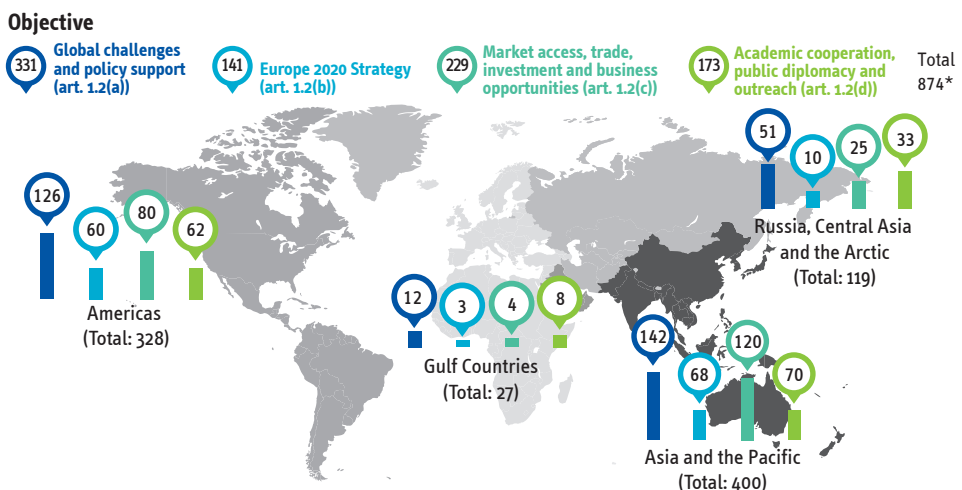 Objective
331
Global challenges
and policy support
(art. 1.2(a))
141
Europe 2020 Strategy
(art. 1.2(b))
229
Market access, trade,
investment and business
opportunities (art. 1.2(c))
173
Academic cooperation,
public diplomacy and
outreach (art. 1.2(d))
Total
874*
126
60
80
62
Americas
(Total: 328)
12
3
4
8
Gulf Countries
(Total: 27)
51
10
25
33
Russia, Central Asia
and the Arctic
(Total: 119)
142
68
120
70
Asia and the Pacific
(Total: 400)